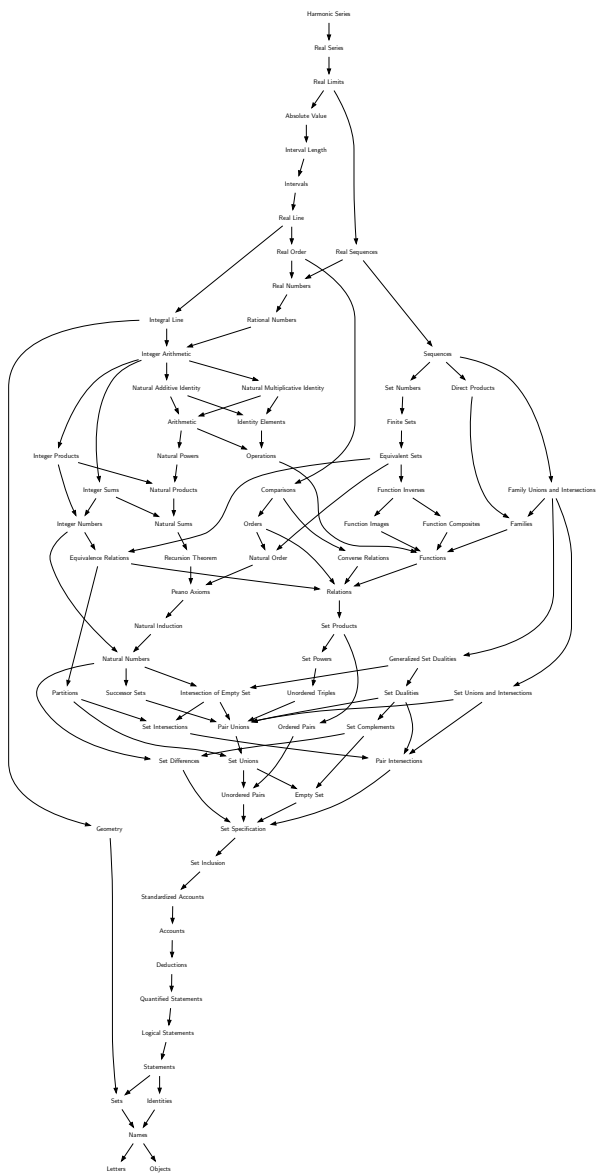 Harmonic Series
Real Series
Real Limits
Absolute Value
Interval Length
Intervals
Real Line
Real Order Real Sequences
Real Numbers
Integral Line Rational Numbers
Integer Arithmetic Sequences
Natural Additive Identity Natural Multiplicative Identity Set Numbers Direct Products
Arithmetic Identity Elements Finite Sets
Integer Products Natural Powers Operations Equivalent Sets
Integer Sums Natural Products Comparisons Function Inverses Family Unions and Intersections
Integer Numbers Natural Sums Orders Function Images Function Composites Families
Equivalence Relations Recursion Theorem Natural Order Converse Relations Functions
Peano Axioms Relations
Natural Induction Set Products
Natural Numbers Set Powers Generalized Set Dualities
Partitions Successor Sets Intersection of Empty Set Unordered Triples Set Dualities Set Unions and Intersections
Set Intersections Pair Unions Ordered Pairs Set Complements
Set Differences Set Unions Pair Intersections
Unordered Pairs Empty Set
Geometry Set Specification
Set Inclusion
Standardized Accounts
Accounts
Deductions
Quantified Statements
Logical Statements
Statements
Sets Identities
Names
Letters Objects